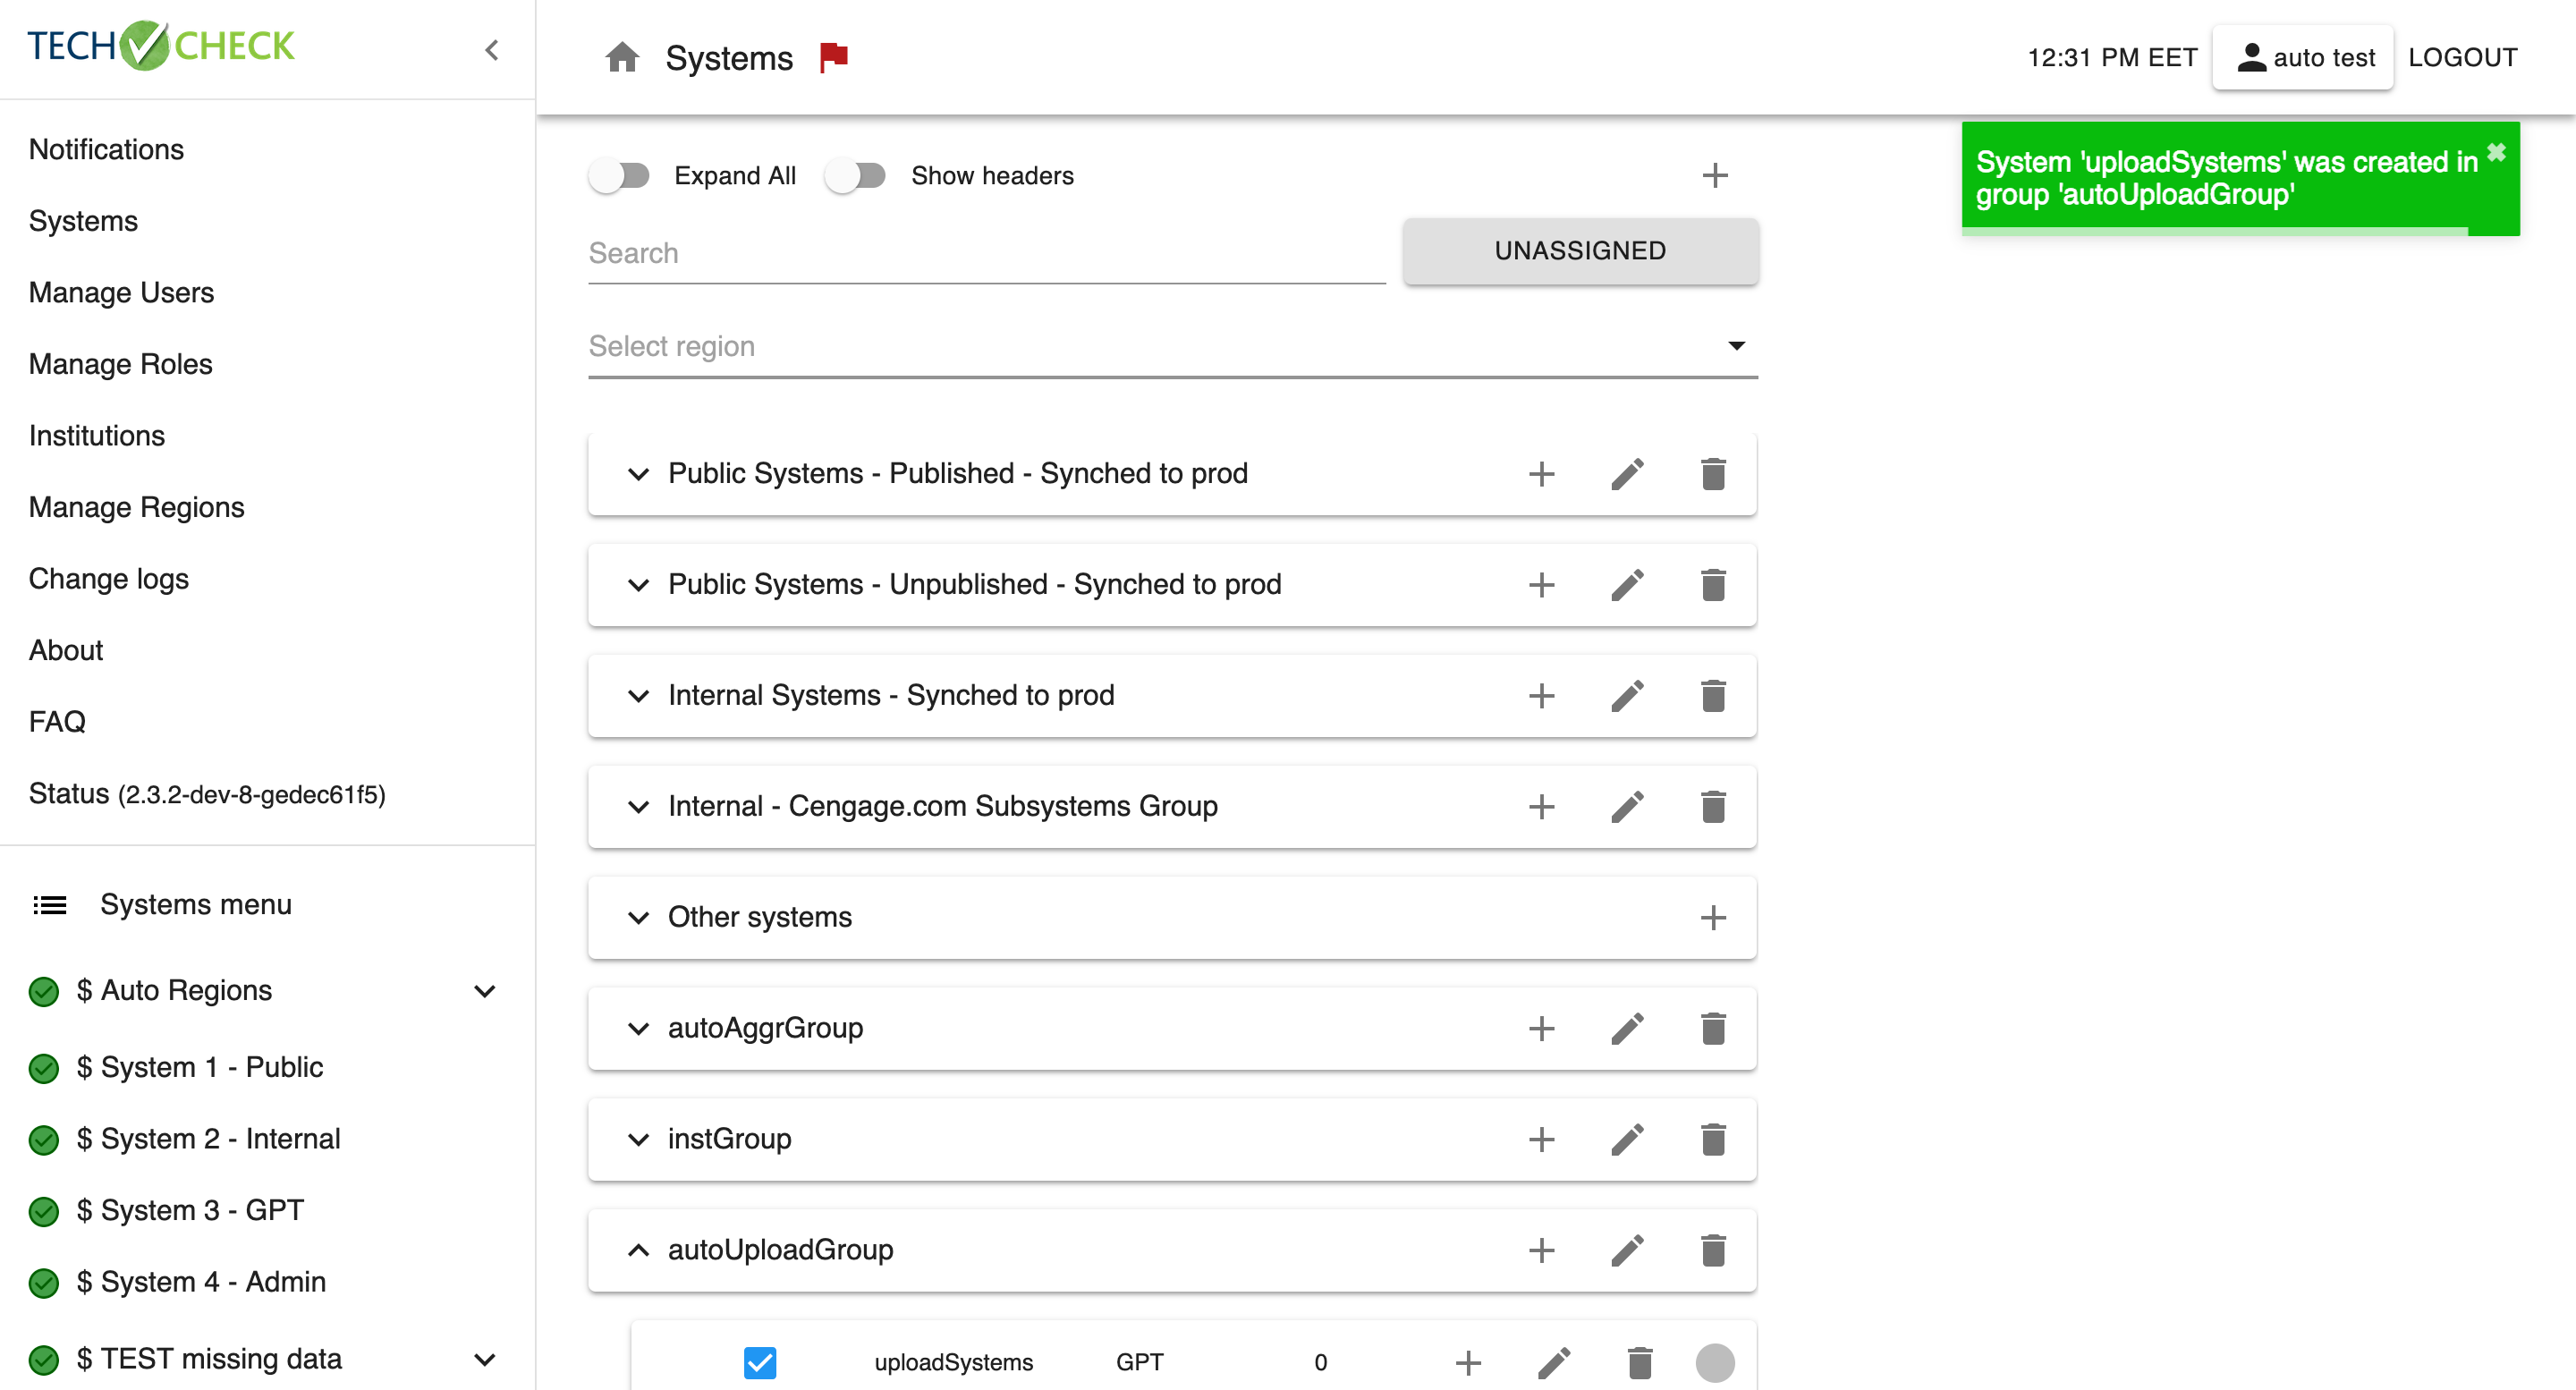 TECH CHECK
Notifications
Systems
Manage Users
Manage Roles
Institutions
Manage Regions
Change logs
About
FAQ
Status (2.3.2-dev-8-gedec61f5)
Systems menu
$ Auto Regions
$ System 1 - Public
$ System 2 - Internal
$ System 3 - GPT
$ System 4 - Admin
$ TEST missing data
Systems
12:31 PM EET
auto test
LOGOUT
Expand All
Show headers
Search
UNASSIGNED
Select region
Public Systems - Published - Synched to prod
Public Systems - Unpublished - Synched to prod
Internal Systems - Synched to prod
Internal - Cengage.com Subsystems Group
Other systems
autoAggrGroup
instGroup
autoUploadGroup
uploadSystems GPT 0
System 'uploadSystems' was created in
group 'autoUploadGroup'